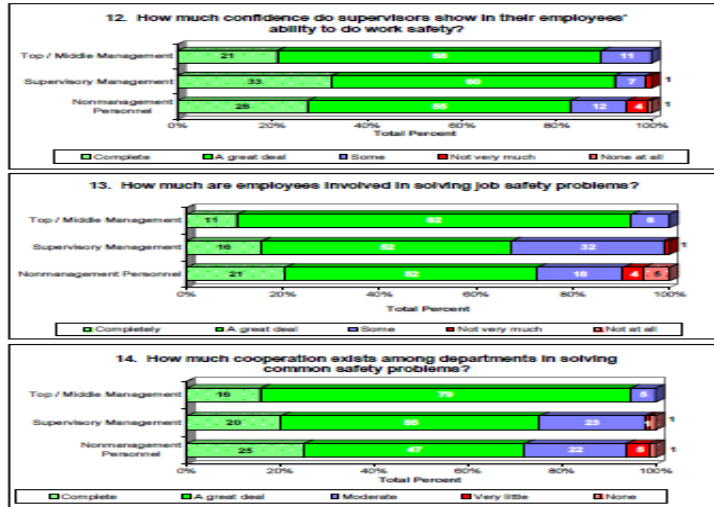 12. How much confidence do supervisors show in their employees'
ability to do work safety?
Top / Middle Management
21
68
11
Supervisory Management
33
60
7
1
Nonmanagement
Personnel
28
12
4
1
0%
20%
40%
60%
80%
100%
Total Percent
Complete
A great deal
Some
Not very much
None at all
13. How much are employees involved in solving job safety problems?
Top / Middle Management
11
82
8
Supervisory Management
16
52
32
1
Nonmanagement Personnel
21
52
18
4
5
0%
20%
40%
60%
80%
100%
Total Percent
Completely
A great deal
Some
Not very much
Not at all
14. How much cooperation exists among departments in solving
common safety problems?
Top / Middle Management
16
79
5
Supervisory Management
20
23
1
Nonmanagement
Personnel
25
47
22
5
1
0%
20%
40%
60%
80%
100%
Total Percent
Complete
A great deal
Moderate
Very little
None